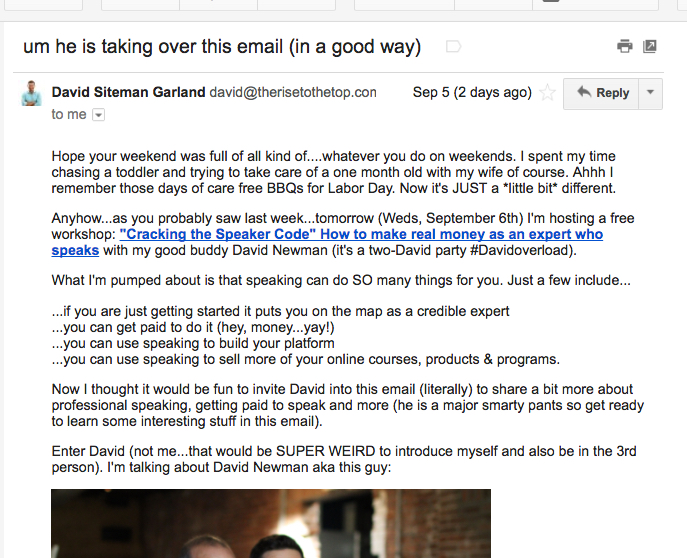 um he is taking over this email (in a good way)
David Siteman Garland david@therisetothetop.com
Sep 5 (2 days ago)
Reply
to me
Hope your weekend was full of all kind of....whatever you do on weekends. I spent my time
chasing a toddler and trying to take care of a one month old with my wife of course. Ahhh I
remember those days of care free BBQs for Labor Day. Now it's JUST a *little bit* different.
Anyhow...as you probably saw last week...tomorrow (Weds, September 6th) I'm hosting a free
workshop: "Cracking the Speaker Code" How to make real money as an expert who
speaks with my good buddy David Newman (it's a two-David party #Davidoverload).
What I'm pumped about is that speaking can do SO many things for you. Just a few include...
...if you are just getting started it puts you on the map as a credible expert
...you can get paid to do it (hey, money...yay!)
...you can use speaking to build your platform
...you can use speaking to sell more of your online courses, products & programs.
Now I thought it would be fun to invite David into this email (literally) to share a bit more about
professional speaking, getting paid to speak and more (he is a major smarty pants so get ready
to learn some interesting stuff in this email).
Enter David (not me...that would be SUPER WEIRD to introduce myself and also be in the 3rd
person). I'm talking about David Newman aka this guy: